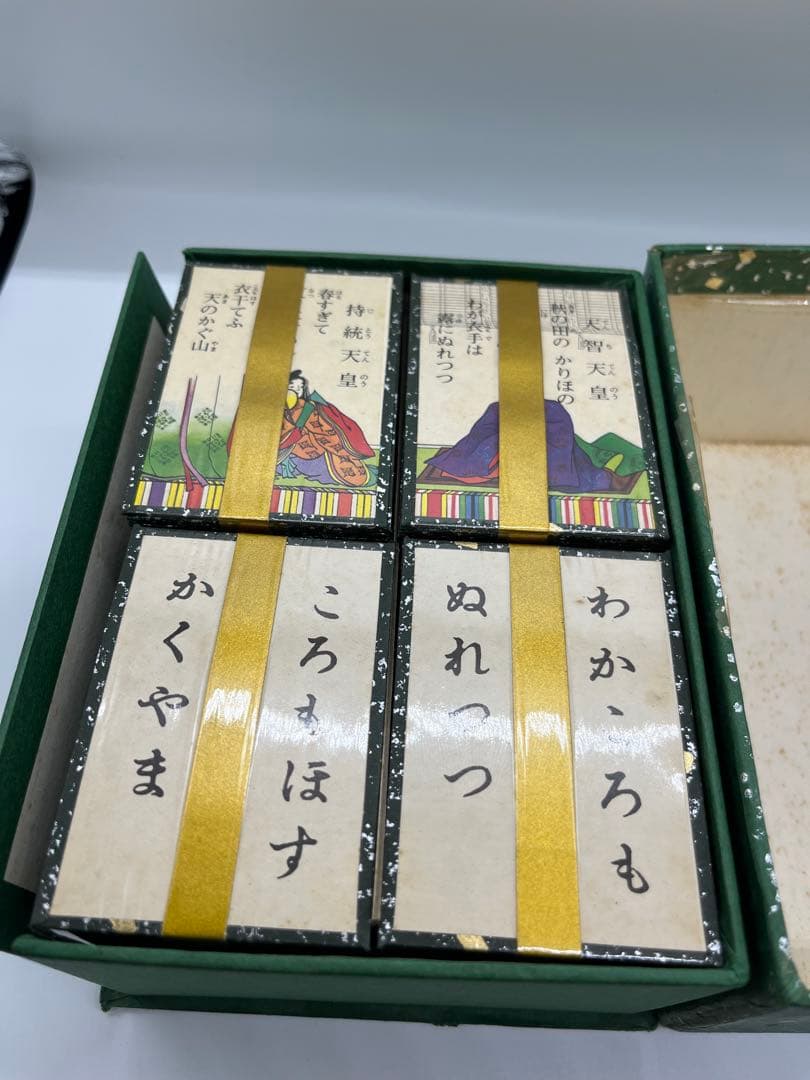 天智天皇
秋の田の かりほの
わが衣手は
露にぬれつつ
持統天皇
春すぎて
衣干てふ
天のかぐ山
わかころも
ぬれつつ
ころもほす
かくやま